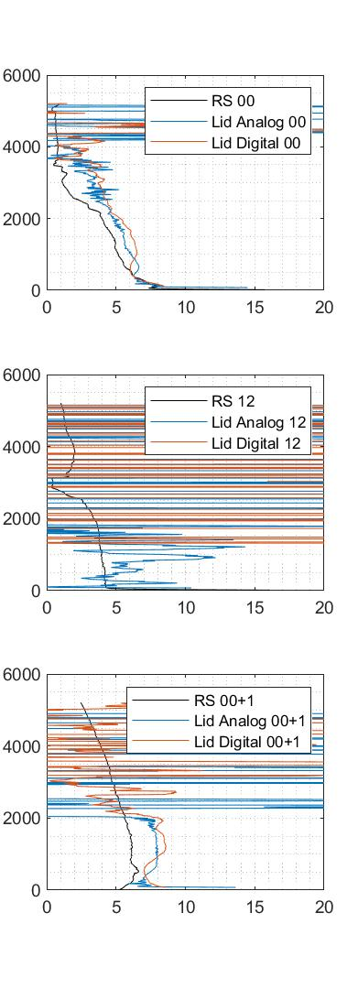 6000
RS 00
Lid Analog 00
Lid Digital 00
4000
2000
0
0 5 10 15 20
6000
RS 12
Lid Analog 12
Lid Digital 12
4000
2000
0
0 5 10 15 20
6000
RS 00+1
Lid Analog 00+1
Lid Digital 00+1
4000
2000
0
0 5 10 15 20